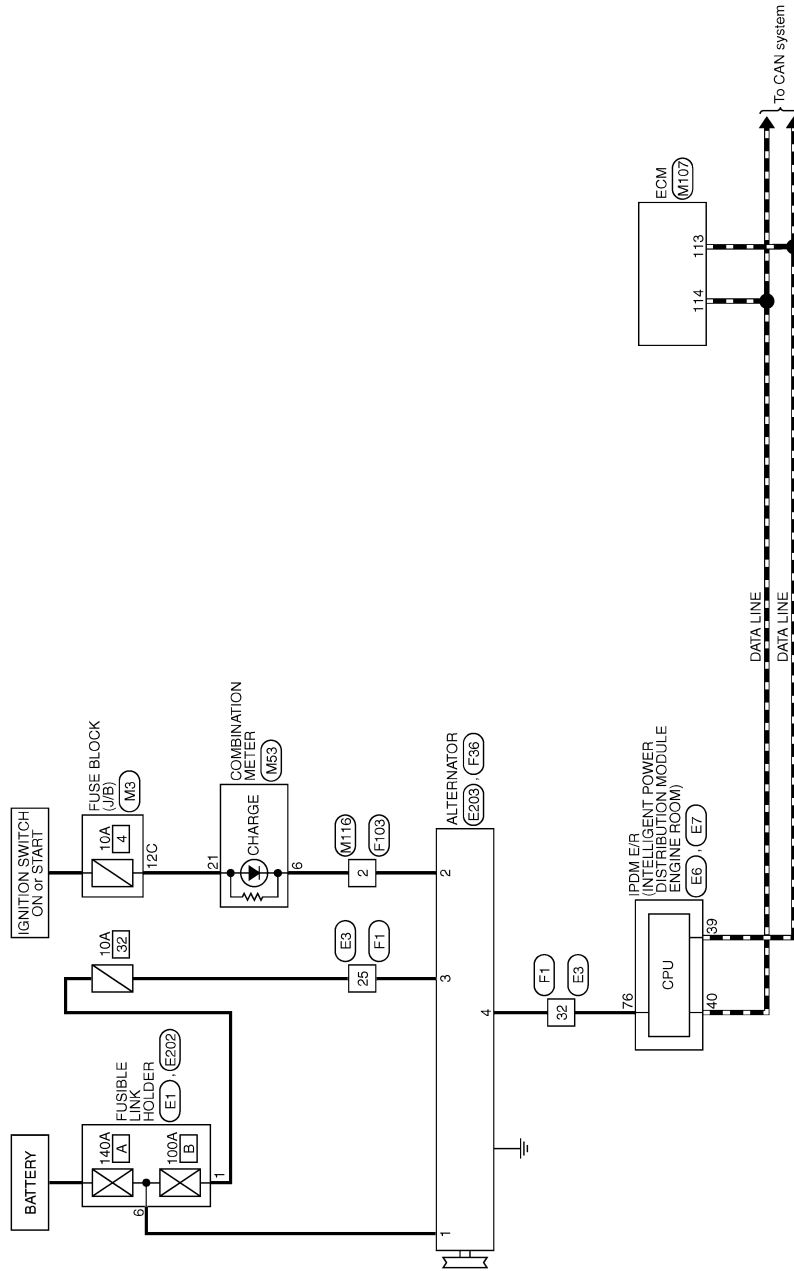 BATTERY
FUSIBLE
LINK
HOLDER
E1 , E202
140A
A
100A
B
6
1
10A
32
IGNITION SWITCH
ON or START
FUSE BLOCK
(J/B)
M3
10A
4
12C
COMBINATION
METER
M53
CHARGE
21
6
E3
25
F1
M116
2
F103
ALTERNATOR
E203 , F36
1
3
2
4
F1
32
E3
IPDM E/R
(INTELLIGENT POWER
DISTRIBUTION MODULE
ENGINE ROOM)
E6 , E7
76
CPU
40
39
DATA LINE
DATA LINE
ECM
M107
114
113
To CAN system